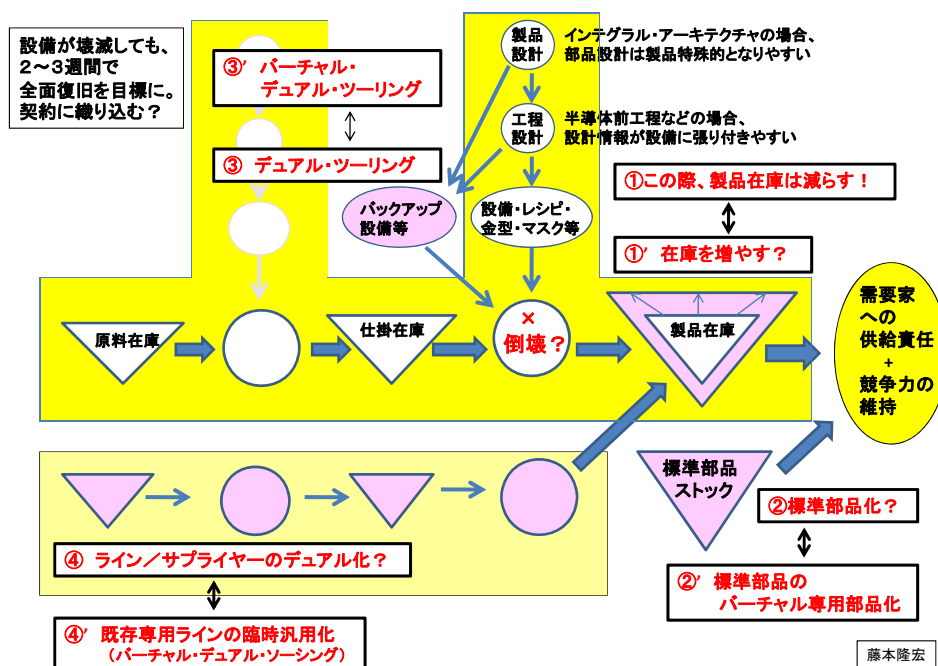 設備が壊滅しても、
2～3週間で
全面復旧を目標に。
契約に織り込む？
③’ バーチャル・
デュアル・ツーリング
③ デュアル・ツーリング
製品
設計
インテグラル・アーキテクチャの場合、
部品設計は製品特殊的となりやすい
工程
設計
半導体前工程などの場合、
設計情報が設備に張り付きやすい
バックアップ
設備等
設備・レシピ・
金型・マスク等
①この際、製品在庫は減らす！
①’ 在庫を増やす？
原料在庫
仕掛在庫
×
倒壊？
製品在庫
需要家
への
供給責任
+
競争力の
維持
標準部品
ストック
②標準部品化？
②’ 標準部品の
バーチャル専用部品化
④ ライン／サプライヤーのデュアル化？
④’ 既存専用ラインの臨時汎用化
（バーチャル・デュアル・ソーシング）
藤本隆宏